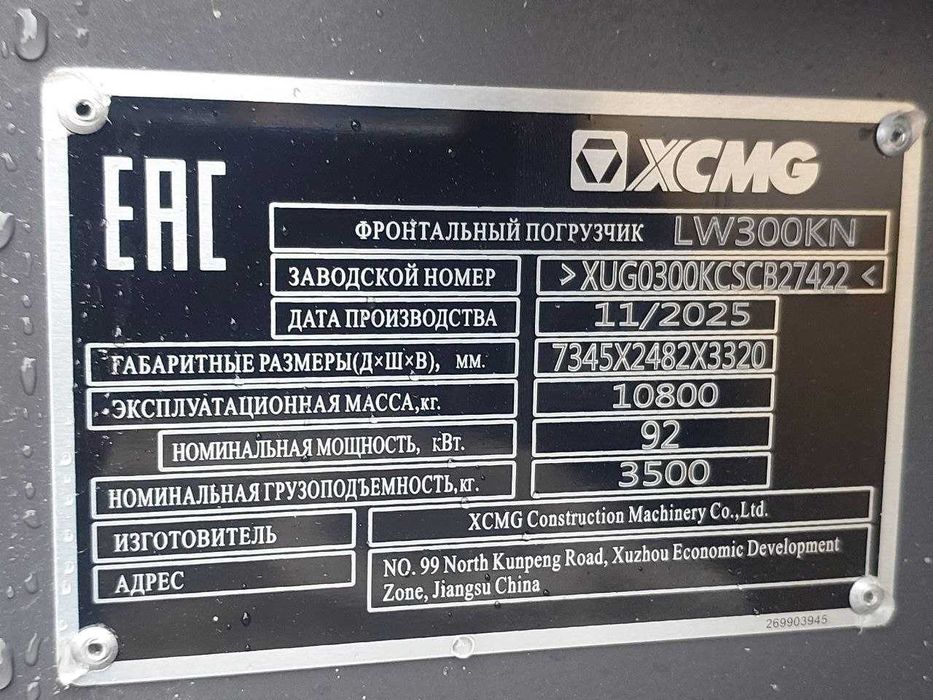 EAC
XCMG
ФРОНТАЛЬНЫЙ ПОГРУЗЧИК LW300KN
ЗАВОДСКОЙ НОМЕР >XUG0300KCSCB27422<
ДАТА ПРОИЗВОДСТВА 11/2025
ГАБАРИТНЫЕ РАЗМЕРЫ(Д×Ш×В), мм. 7345X2482X3320
ЭКСПЛУАТАЦИОННАЯ МАССА,кг. 10800
НОМИНАЛЬНАЯ МОЩНОСТЬ, кВт. 92
НОМИНАЛЬНАЯ ГРУЗОПОДЪЕМНОСТЬ,кг. 3500
ИЗГОТОВИТЕЛЬ XCMG Construction Machinery Co.,Ltd.
АДРЕС NO. 99 North Kunpeng Road, Xuzhou Economic Development
Zone, Jiangsu China
269903945